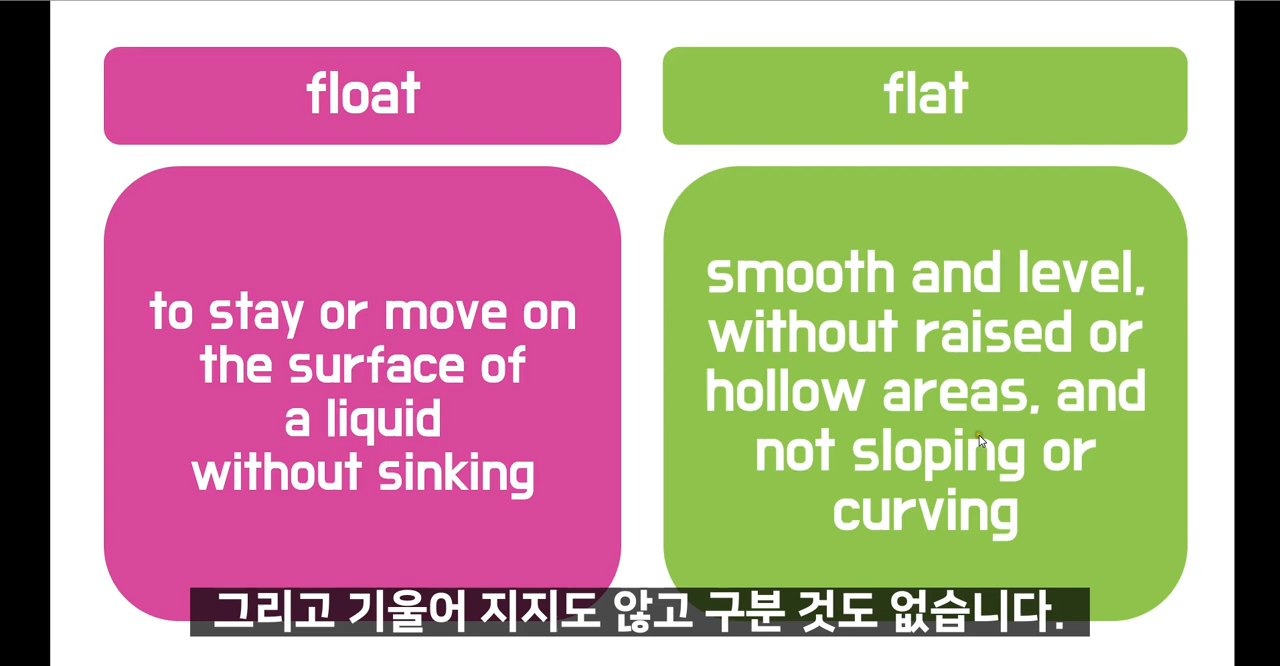 float
to stay or move on
the surface of
a liquid
without sinking
flat
smooth and level,
without raised or
hollow areas, and
not sloping or
curving
그리고 기울어 지지도 않고 구분 것도 없습니다.